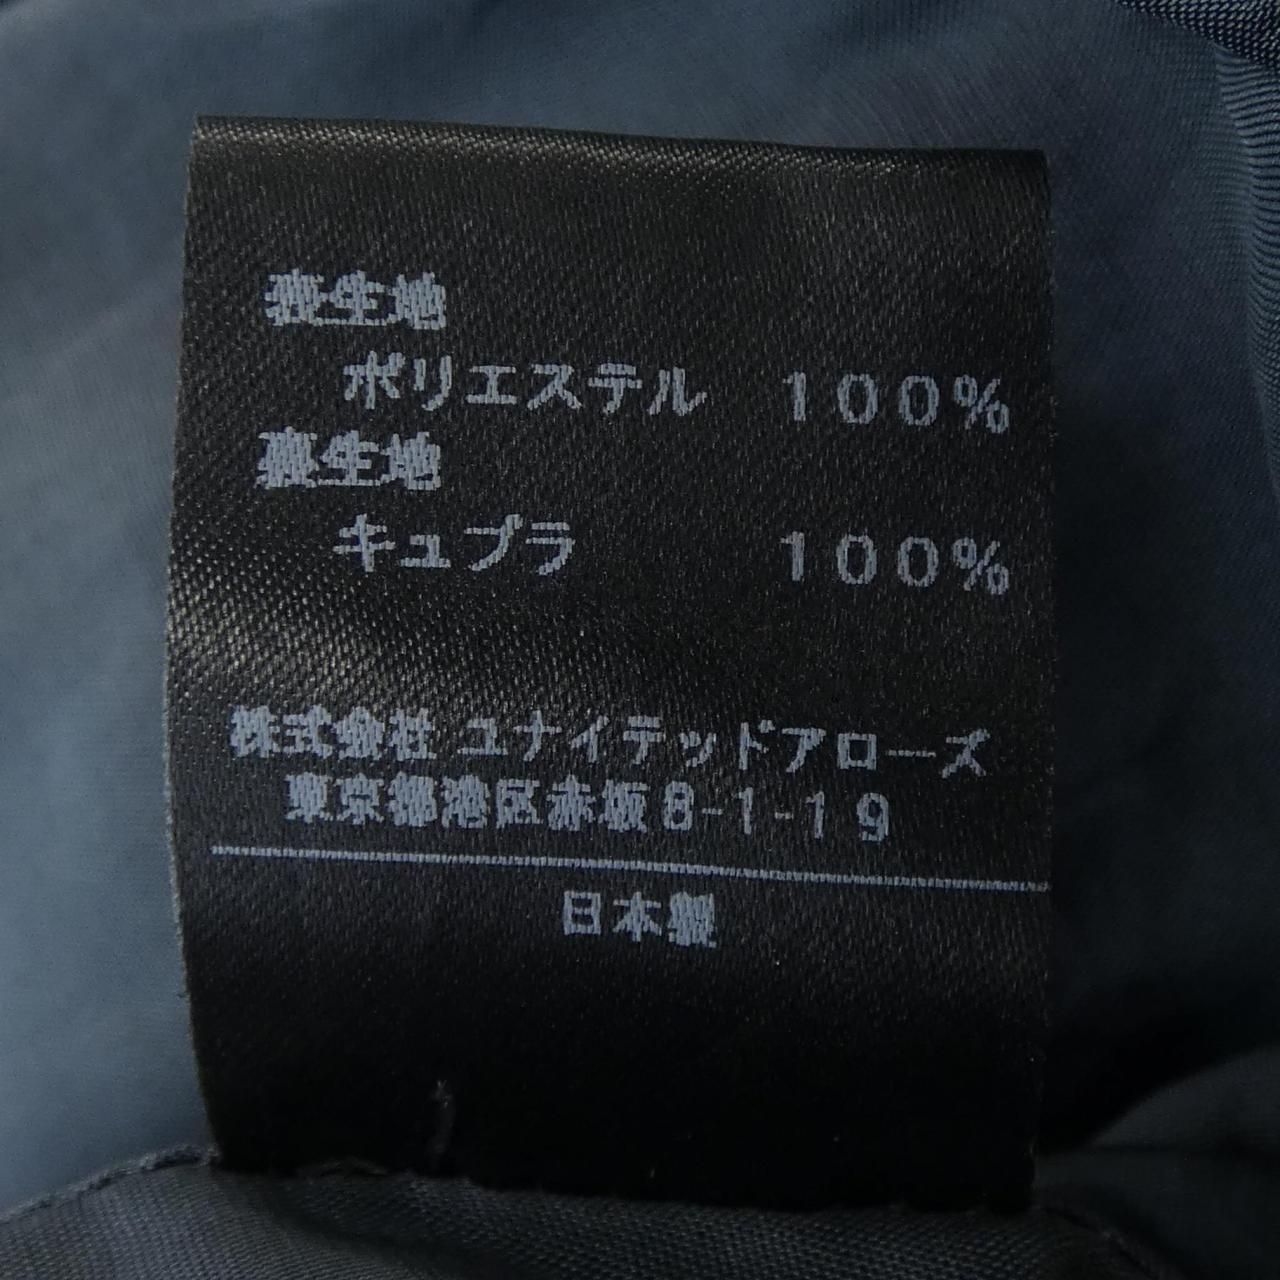 表生地
ポリエステル 100%
裏生地
キュプラ 100%
株式会社 ユナイテッドアローズ
東京都港区赤坂8-1-19
日本製